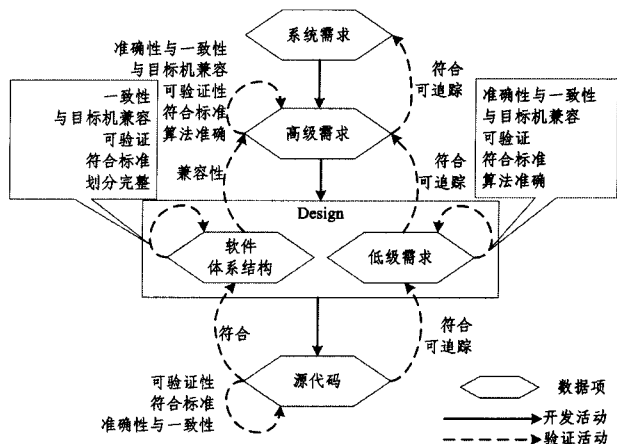 系统需求
准确性与一致性
与目标机兼容
可验证性
符合标准
算法准确
符合
可追踪
高级需求
一致性
与目标机兼容
可验证
符合标准
划分完整
准确性与一致性
与目标机兼容
可验证
符合标准
算法准确
兼容性
符合
可追踪
Design
软件
体系结构
低级需求
符合
符合
可追踪
源代码
可验证性
符合标准
准确性与一致性
数据项
开发活动
验证活动